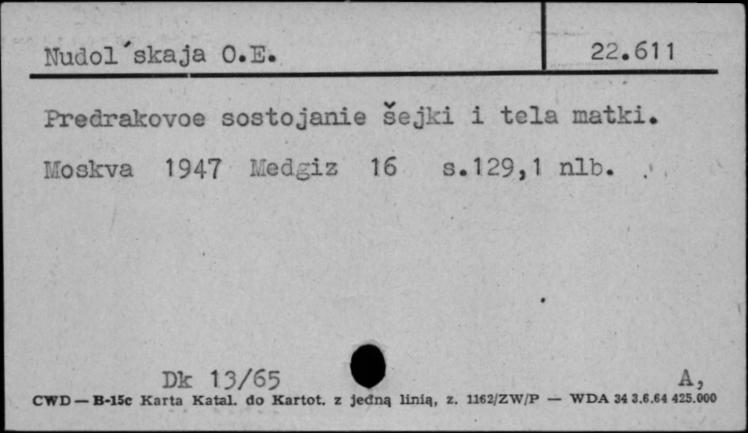 Nudol´skaja O.E. 22.611
Predrakovoe sostojanie šejki i tela matki.
Moskva 1947 Medgiz 16 s.129,1 nlb.
Dk 13/65 A,
CWD — B-15c Karta Katal. do Kartot. z jedną linią, z. 1162/ZW/P — WDA 34 3.6.64 425.000